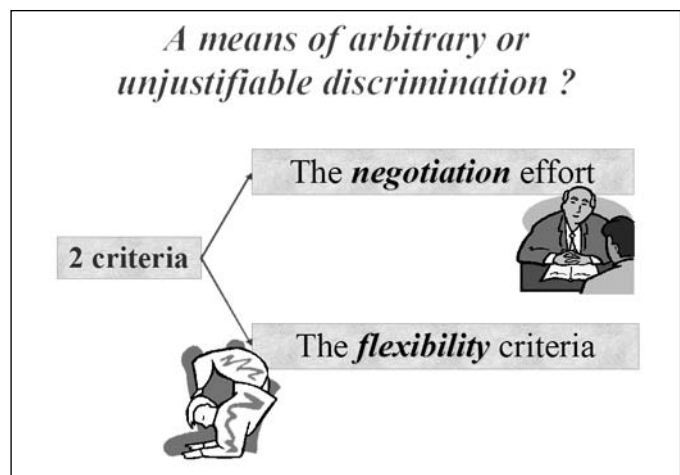 A means of arbitrary or
unjustifiable discrimination ?
The negotiation effort
2 criteria
The flexibility criteria